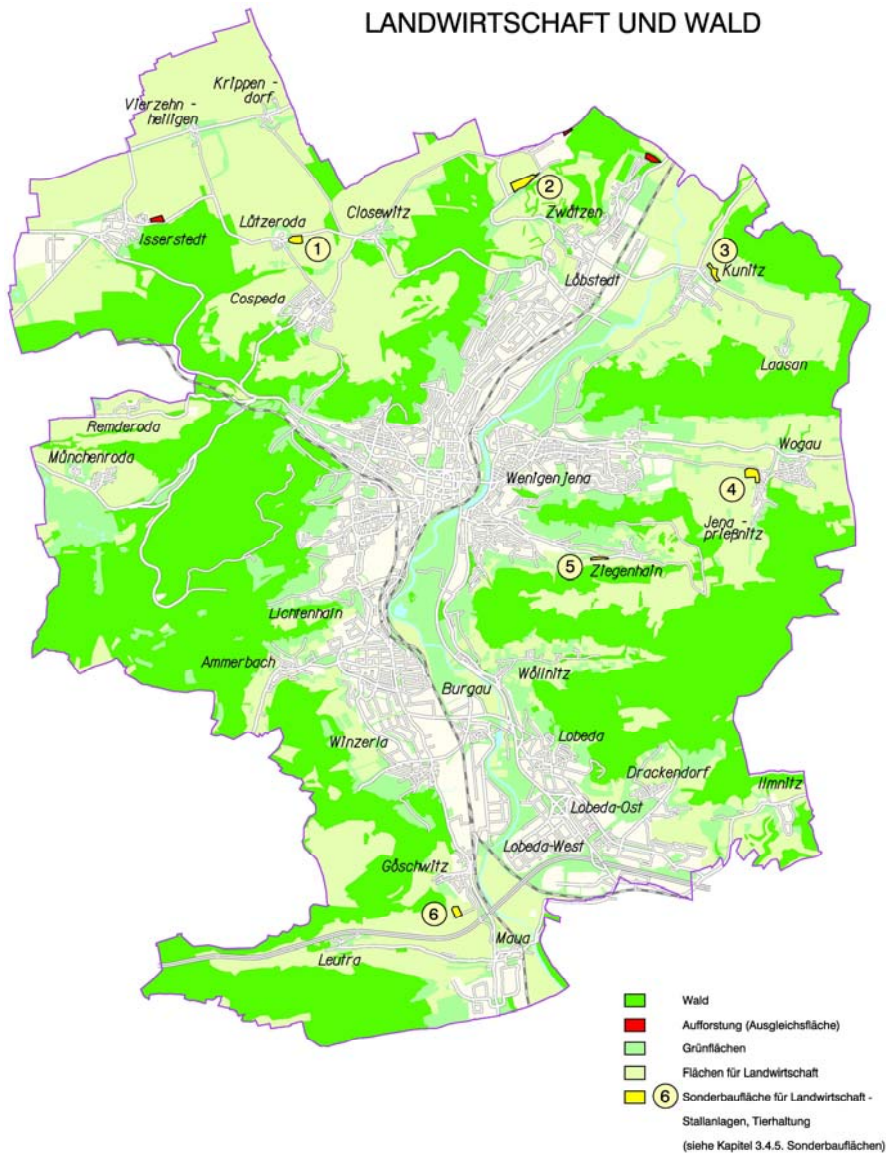 LANDWIRTSCHAFT UND WALD
Krippen -
dorf
Vierzehn -
heiligen
2
Zwätzen
Closewitz
Lützeroda
Isserstedt
1
3
Kunitz
Löbstedt
Cospeda
Laasan
Remderoda
Münchenroda
Wogau
Wenigenjena
4
Jena -
prießnitz
5
Ziegenhain
Lichtenhain
Ammerbach
Wöllnitz
Burgau
Winzerla
Lobeda
Drackendorf
Ilmnitz
Lobeda-Ost
Lobeda-West
Göschwitz
6
Maua
Leutra
Wald
Aufforstung (Ausgleichsfläche)
Grünflächen
Flächen für Landwirtschaft
6 Sonderbaufläche für Landwirtschaft -
Stallanlagen, Tierhaltung
(siehe Kapitel 3.4.5. Sonderbauflächen)